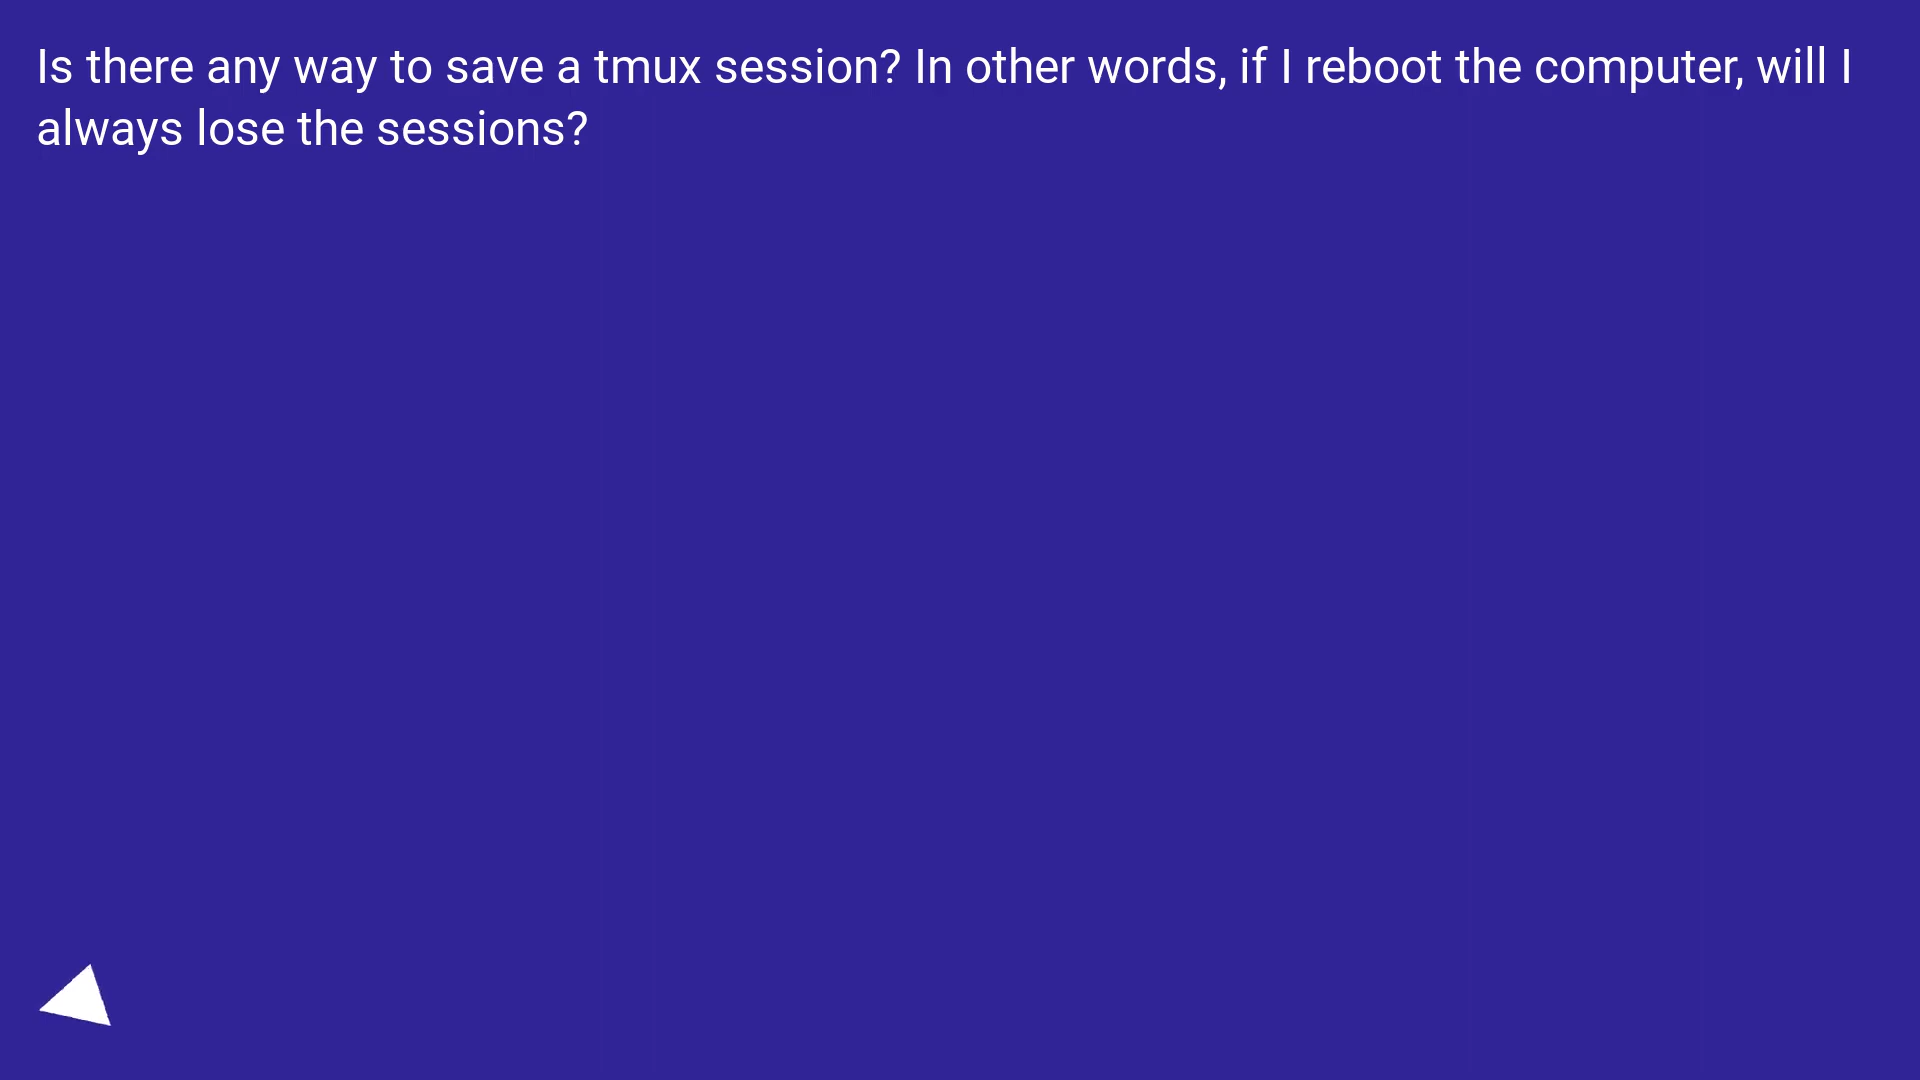 Is there any way to save a tmux session? In other words, if I reboot the computer, will I
always lose the sessions?